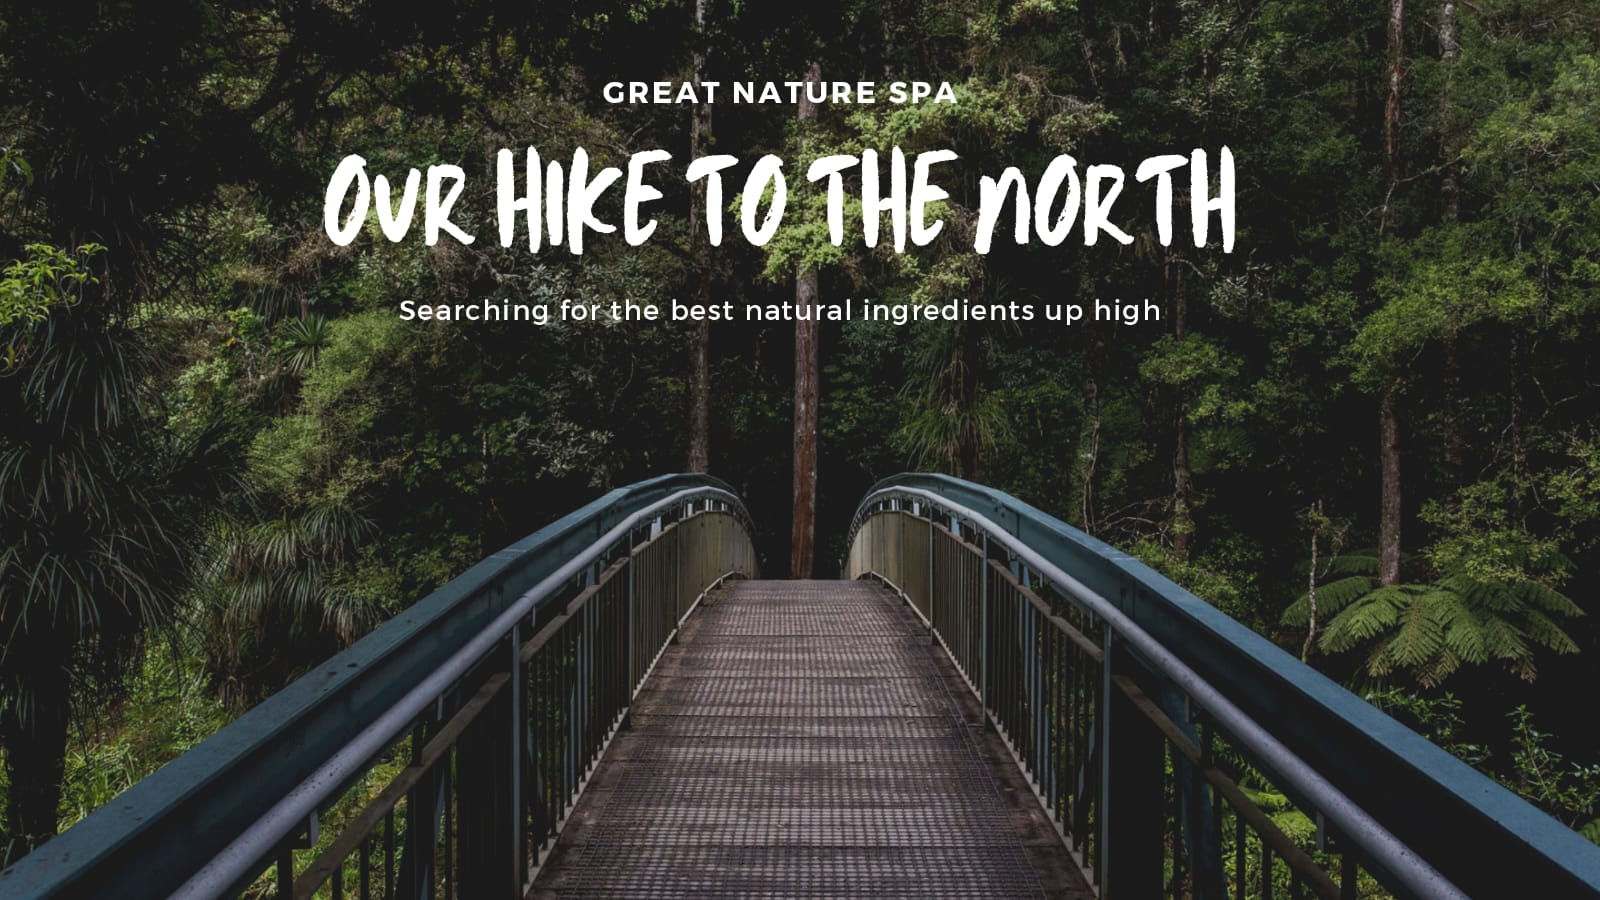 GREAT NATURE SPA
OUR HIKE TO THE NORTH
Searching for the best natural ingredients up high